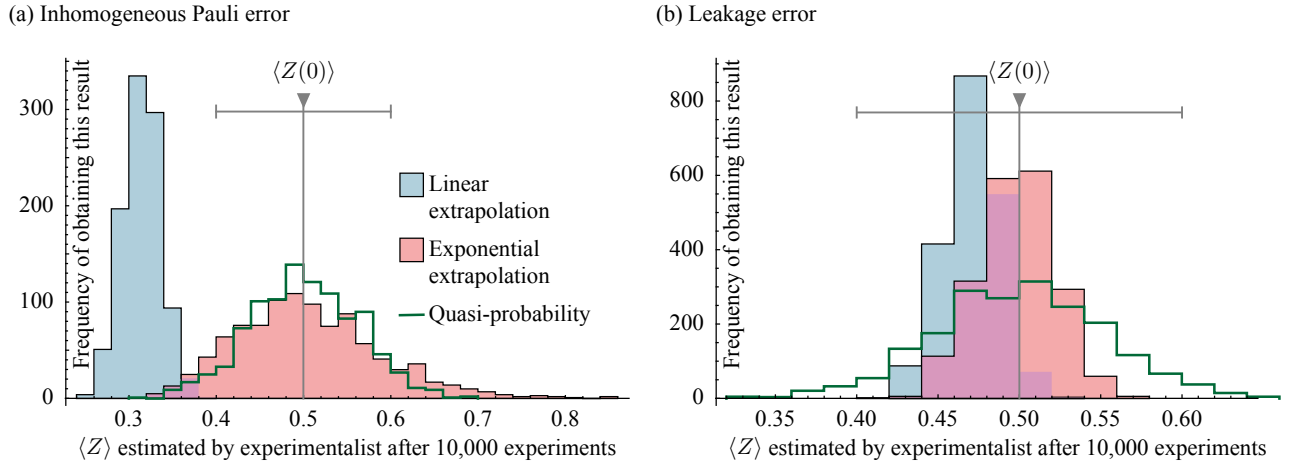 (a) Inhomogeneous Pauli error
Frequency of obtaining this result
300
200
100
0
⟨Z(0)⟩
Linear
extrapolation
Exponential
extrapolation
Quasi-probability
0.3 0.4 0.5 0.6 0.7 0.8
⟨Z⟩ estimated by experimentalist after 10,000 experiments
(b) Leakage error
Frequency of obtaining this result
800
600
400
200
0
⟨Z(0)⟩
0.35 0.40 0.45 0.50 0.55 0.60
⟨Z⟩ estimated by experimentalist after 10,000 experiments